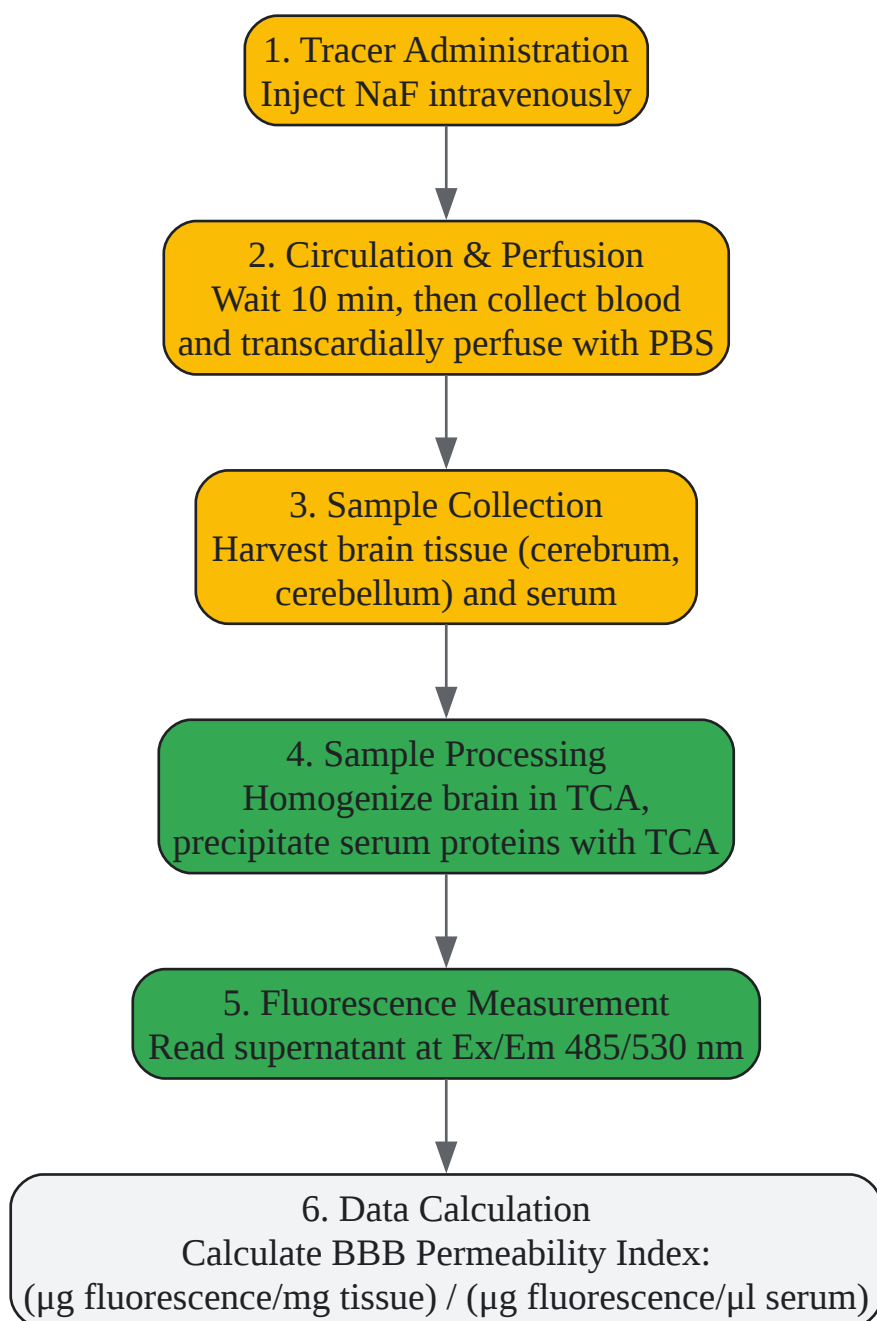 1. Tracer Administration
Inject NaF intravenously
2. Circulation & Perfusion
Wait 10 min, then collect blood
and transcardially perfuse with PBS
3. Sample Collection
Harvest brain tissue (cerebrum,
cerebellum) and serum
4. Sample Processing
Homogenize brain in TCA,
precipitate serum proteins with TCA
5. Fluorescence Measurement
Read supernatant at Ex/Em 485/530 nm
6. Data Calculation
Calculate BBB Permeability Index:
(μg fluorescence/mg tissue) / (μg fluorescence/μl serum)